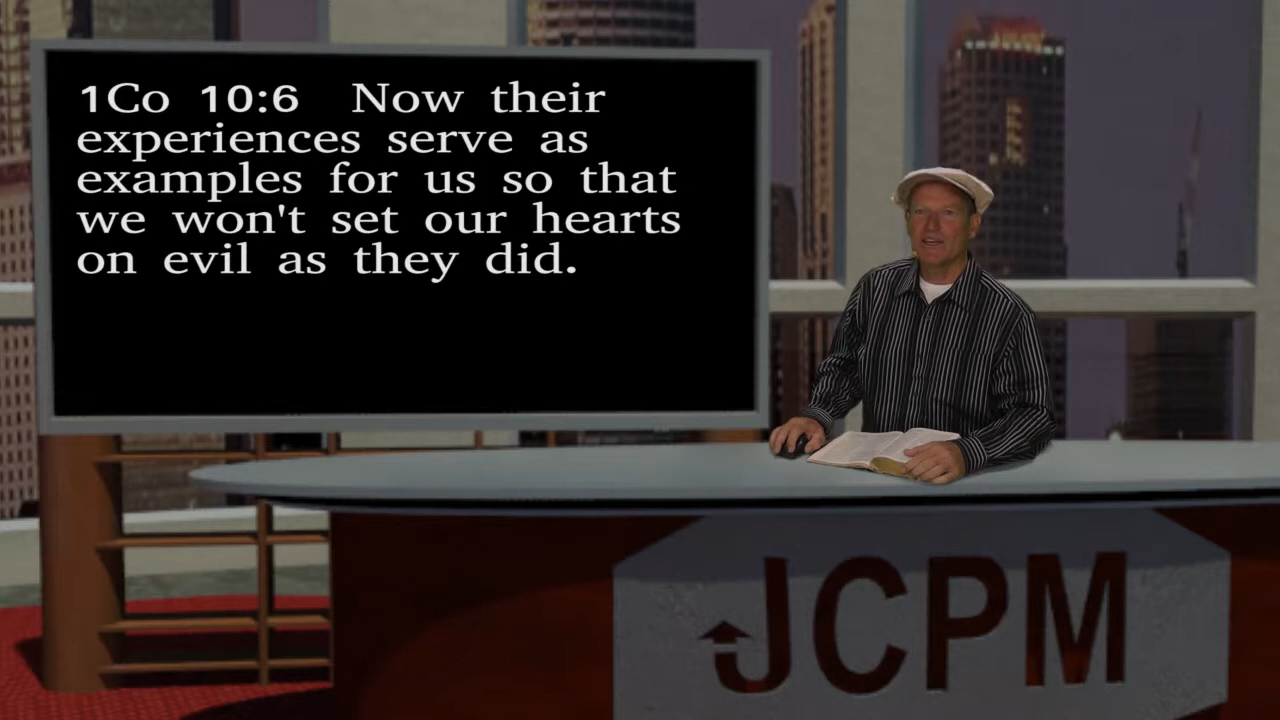 1Co 10:6 Now their
experiences serve as
examples for us so that
we won't set our hearts
on evil as they did.
JCPM